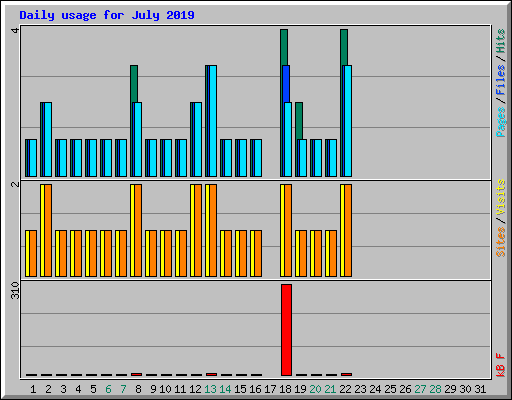 Daily usage for July 2019
4
Pages / Files / Hits
2
Sites / Visits
310
kB F
1 2 3 4 5 6 7 8 9 10 11 12 13 14 15 16 17 18 19 20 21 22 23 24 25 26 27 28 29 30 31